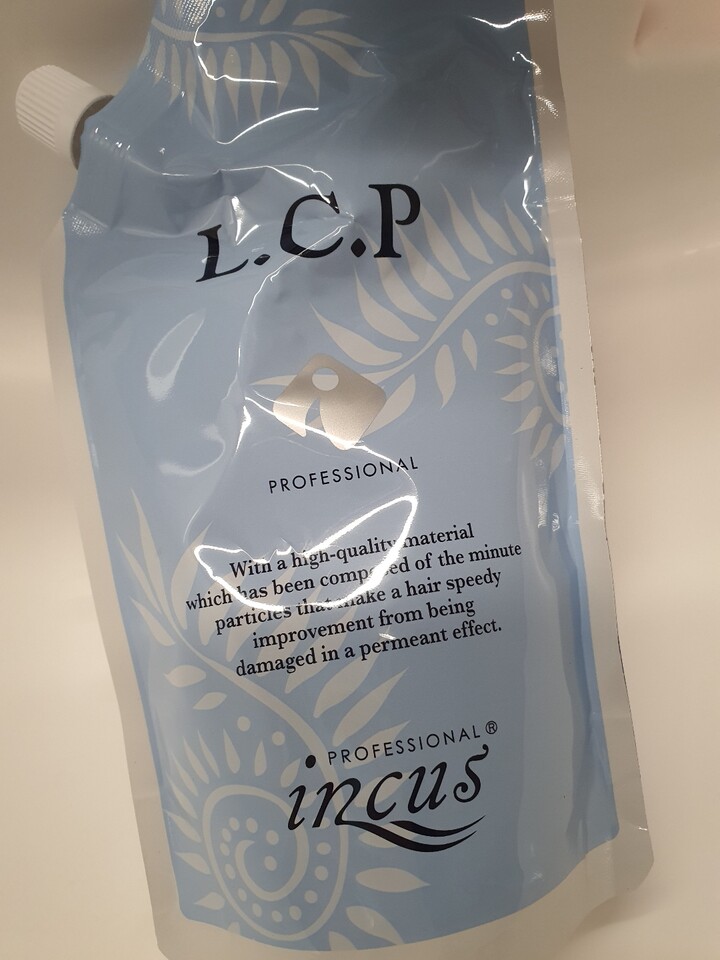 L.C.P
PROFESSIONAL
With a high-quality material
which has been composed of the minute
particles that make a hair speedy
improvement from being
damaged in a permeant effect.
PROFESSIONAL®
incus